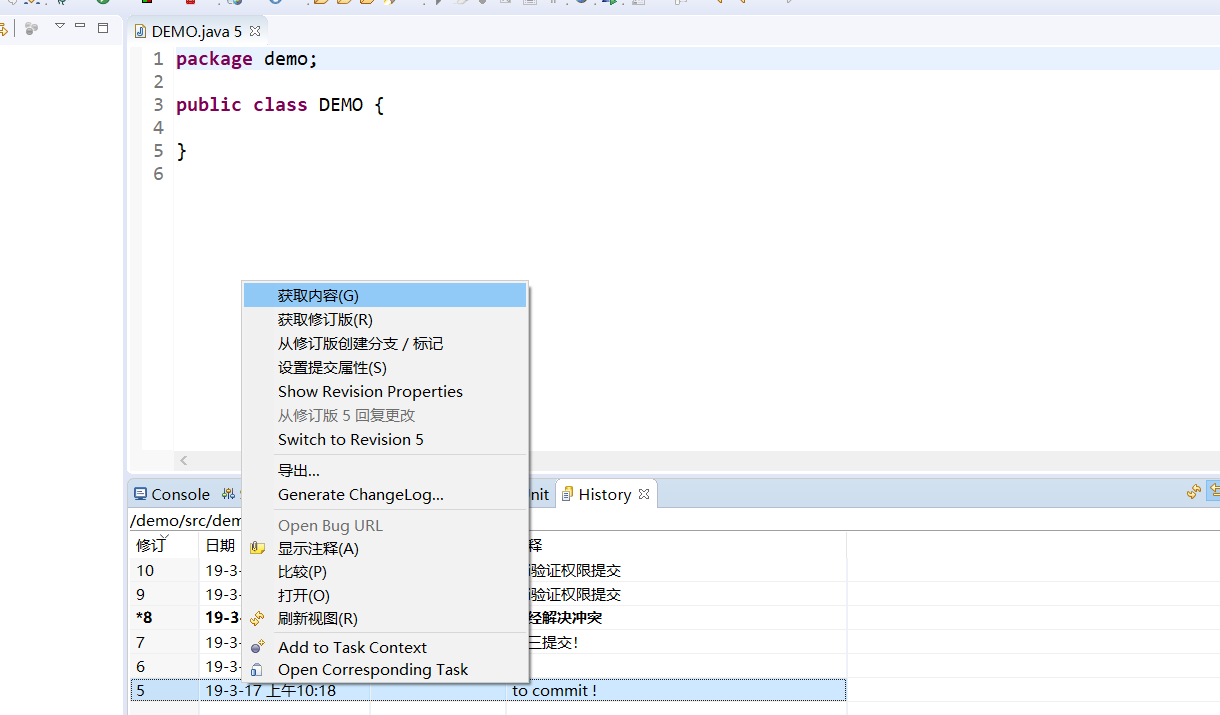 DEMO.java 5
1 package demo;
2
3 public class DEMO {
4
5 }
6
获取内容(G)
获取修订版(R)
从修订版创建分支 / 标记
设置提交属性(S)
Show Revision Properties
从修订版 5 回复更改
Switch to Revision 5
导出...
Generate ChangeLog...
Open Bug URL
显示注释(A)
比较(P)
打开(O)
刷新视图(R)
Add to Task Context
Open Corresponding Task
Console
History
/demo/src/dem
修订 日期 释
10 19-3- 验证权限提交
9 19-3- 验证权限提交
*8 19-3- 经解决冲突
7 19-3- 三提交!
6 19-3-
5 19-3-17 上午10:18 to commit !